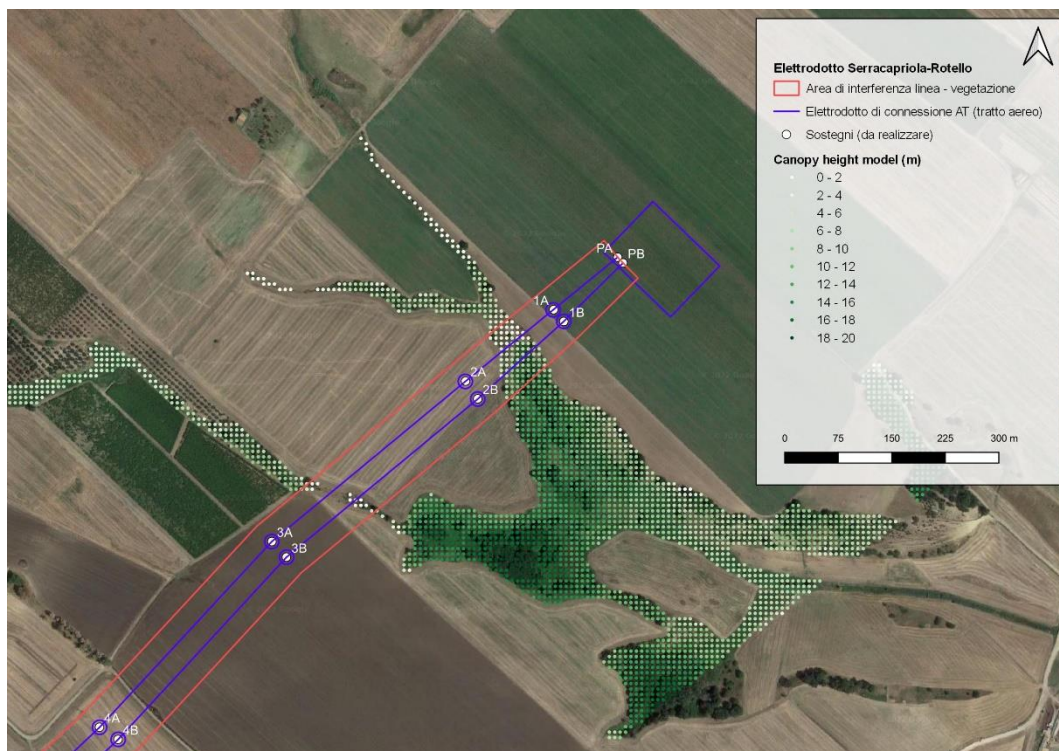 Elettrodotto Serracapriola-Rotello
Area di interferenza linea - vegetazione
Elettrodotto di connessione AT (tratto aereo)
Sostegni (da realizzare)
Canopy height model (m)
0 - 2
2 - 4
4 - 6
6 - 8
8 - 10
10 - 12
12 - 14
14 - 16
16 - 18
18 - 20
0 75 150 225 300 m
PA
PB
1A
1B
2A
2B
3A
3B
4A
4B